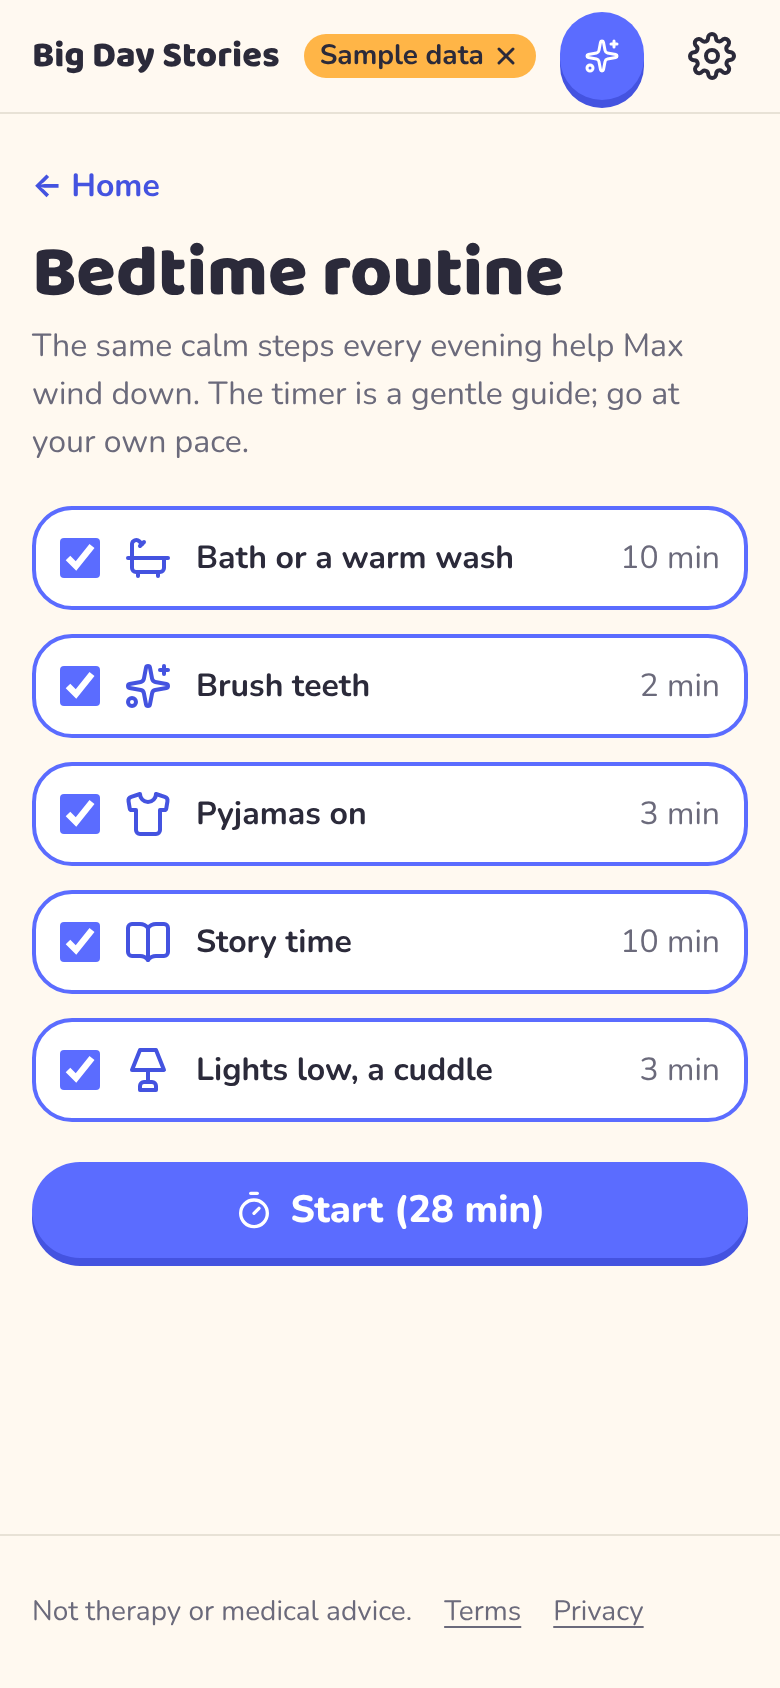 Big Day Stories
Sample data
Home
Bedtime routine
The same calm steps every evening help Max
wind down. The timer is a gentle guide; go at
your own pace.
Bath or a warm wash 10 min
Brush teeth 2 min
Pyjamas on 3 min
Story time 10 min
Lights low, a cuddle 3 min
Start (28 min)
Not therapy or medical advice. Terms Privacy